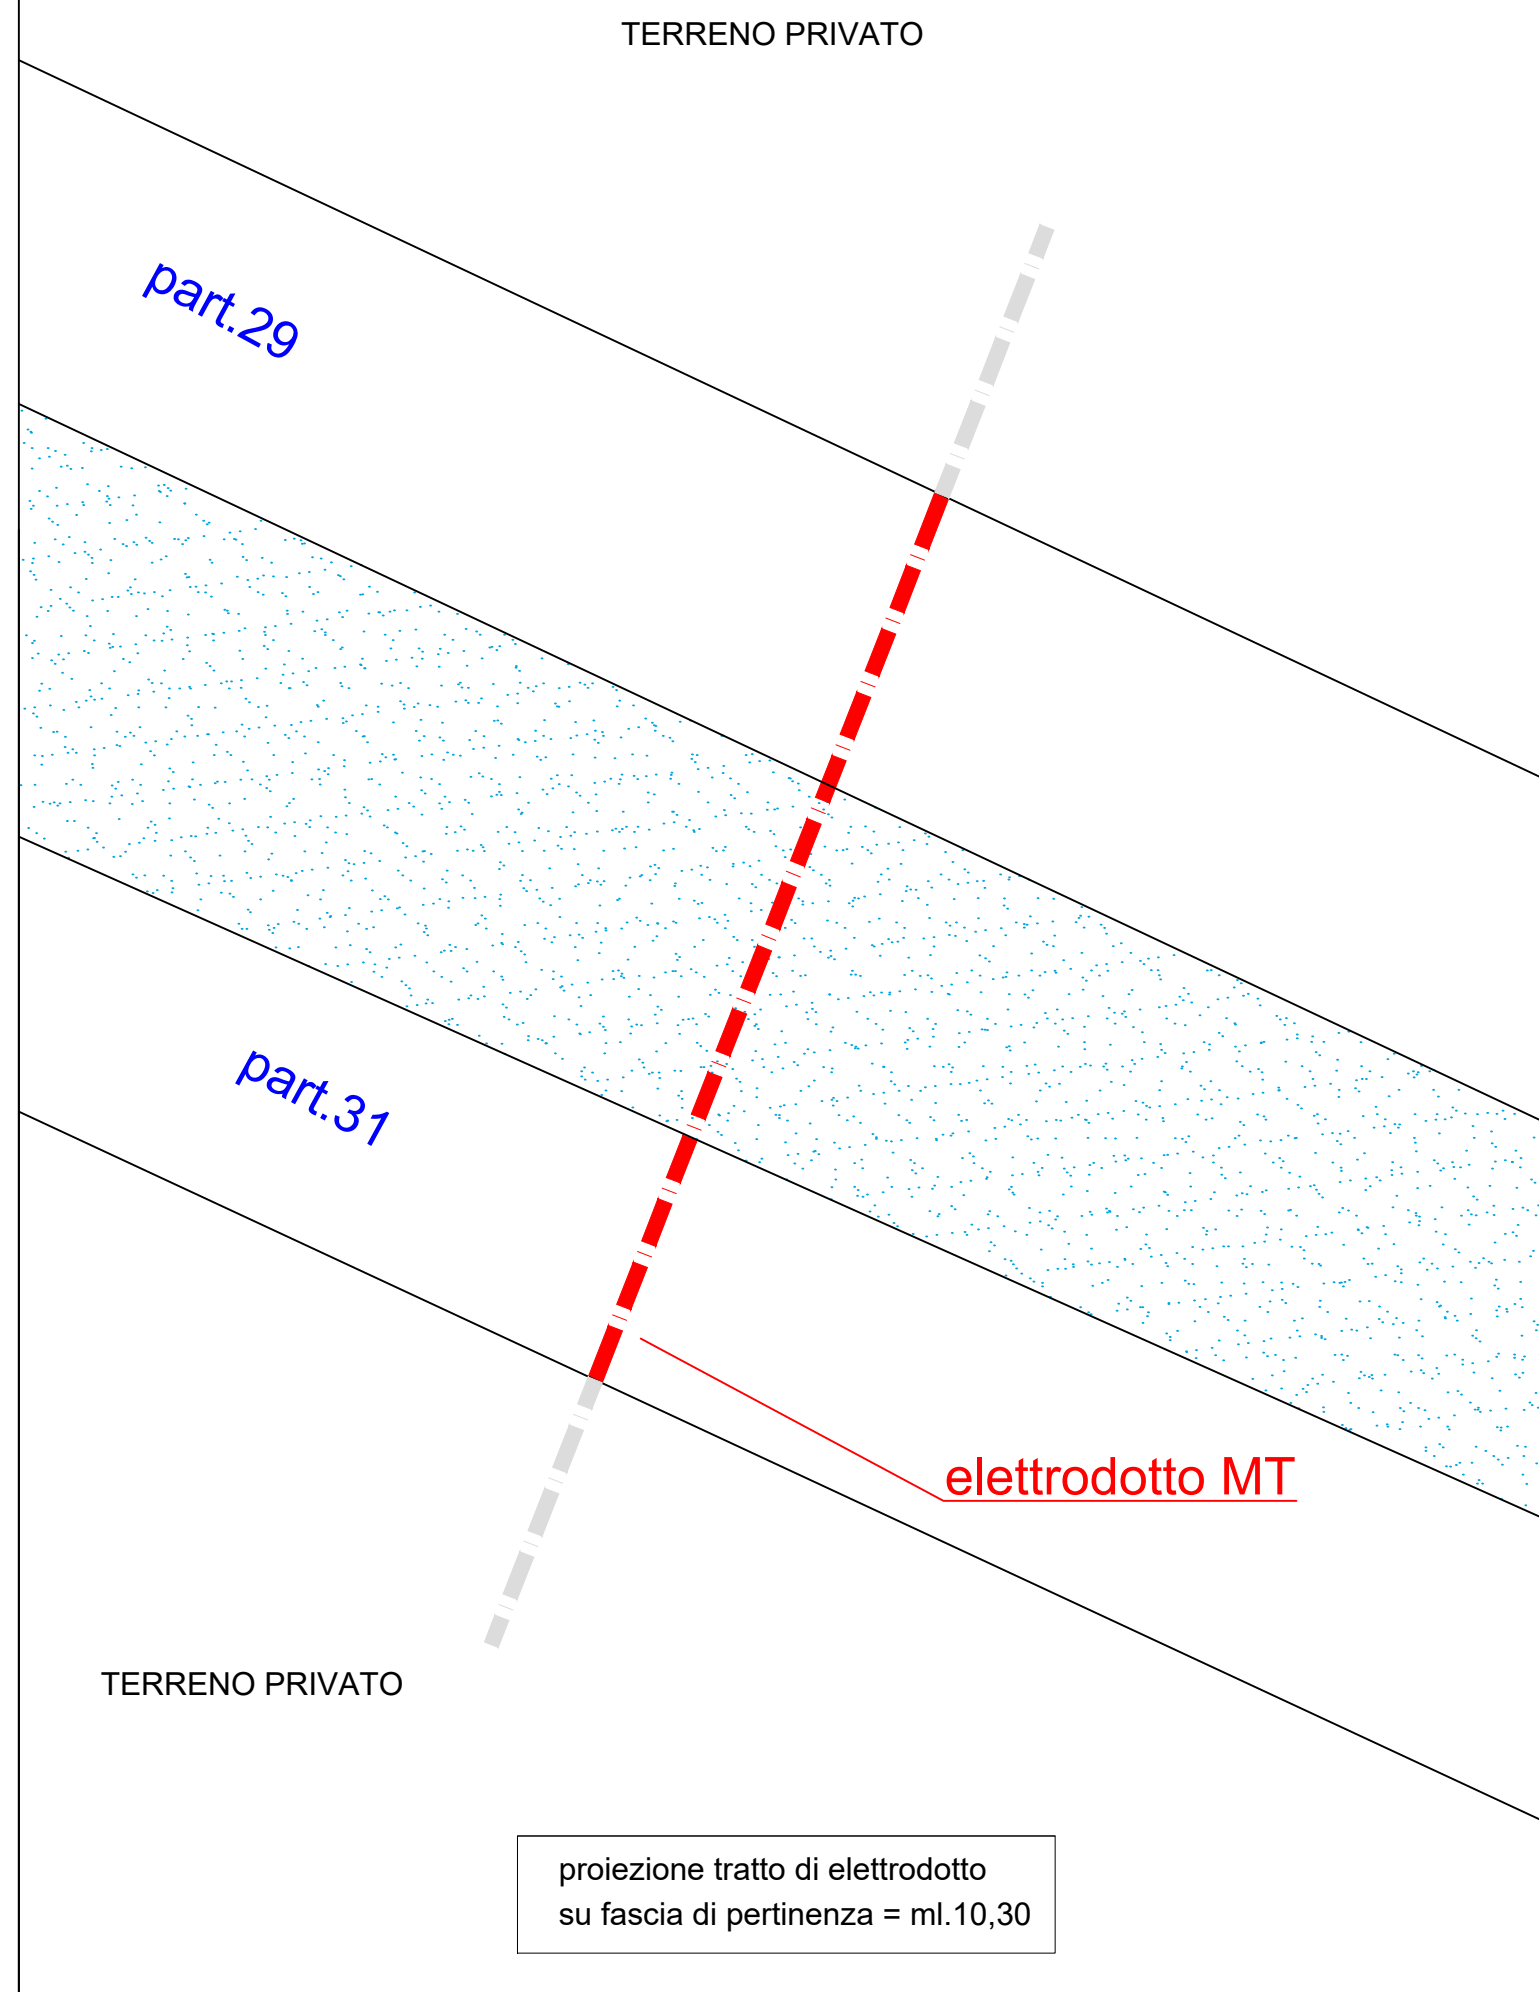 TERRENO PRIVATO
part.29
part.31
elettrodotto MT
TERRENO PRIVATO
proiezione tratto di elettrodotto
su fascia di pertinenza = ml.10,30